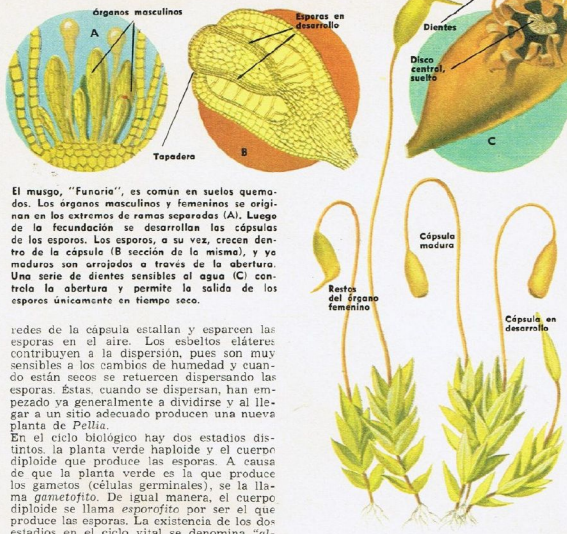 órganos masculinos
A
Tapadera
Esporas en
desarrollo
B
Dientes
Disco
central,
suelto
C
El musgo, "Funaria", es común en suelos quema-
dos. Los órganos masculinos y femeninos se origi-
nan en los extremos de ramas separadas (A). Luego
de la fecundación se desarrollan las cápsulas
de los esporos. Los esporos, a su vez, crecen den-
tro de la cápsula (B sección de la misma), y ya
maduros son arrojados a través de la abertura.
Una serie de dientes sensibles al agua (C) con-
trola la abertura y permite la salida de los
esporos únicamente en tiempo seco.
Restos
del órgano
femenino
Cápsula
madura
Cápsula en
desarrollo
redes de la cápsula estallan y esparcen las
esporas en el aire. Los esbeltos eláteres
contribuyen a la dispersión, pues son muy
sensibles a los cambios de humedad y cuan-
do están secos se retuercen dispersando las
esporas. Éstas, cuando se dispersan, han em-
pezado ya generalmente a dividirse y al lle-
gar a un sitio adecuado producen una nueva
planta de Pellia.
En el ciclo biológico hay dos estadios dis-
tintos, la planta verde haploide y el cuerpo
diploide que produce las esporas. A causa
de que la planta verde es la que produce
los gametos (células germinales), se la lla-
ma gametofito. De igual manera, el cuerpo
diploide se llama esporofito por ser el que
produce las esporas. La existencia de los dos
estadios en el ciclo vital se denomina "al-